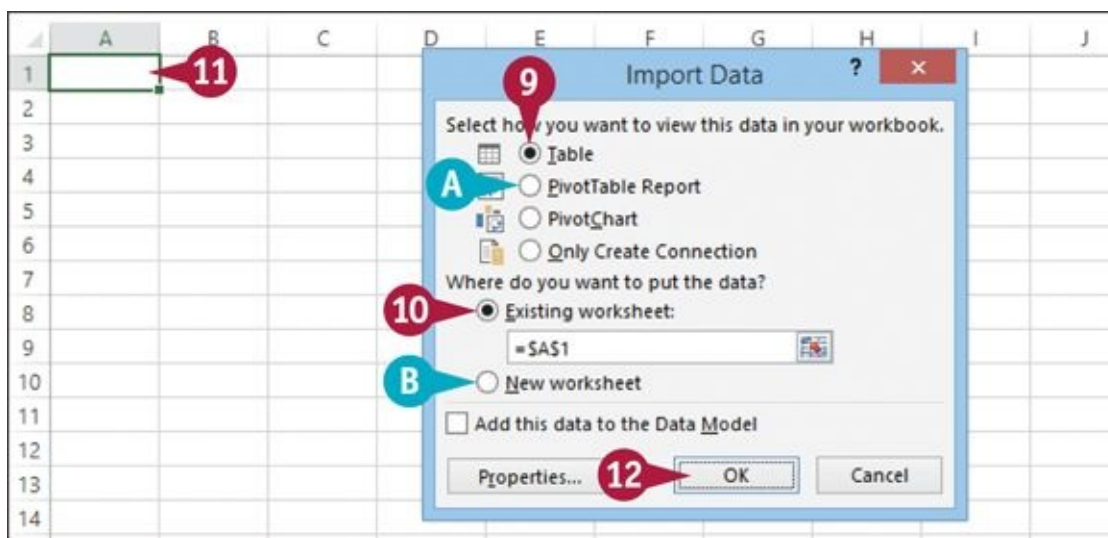 A B C D E F G H I J
1
2
3
4
5
6
7
8
9
10
11
12
13
14
11
Import Data ? ×
9
Select how you want to view this data in your workbook.
Table
A PivotTable Report
PivotChart
Only Create Connection
Where do you want to put the data?
10 Existing worksheet:
=$A$1
B New worksheet
Add this data to the Data Model
Properties... 12 OK Cancel